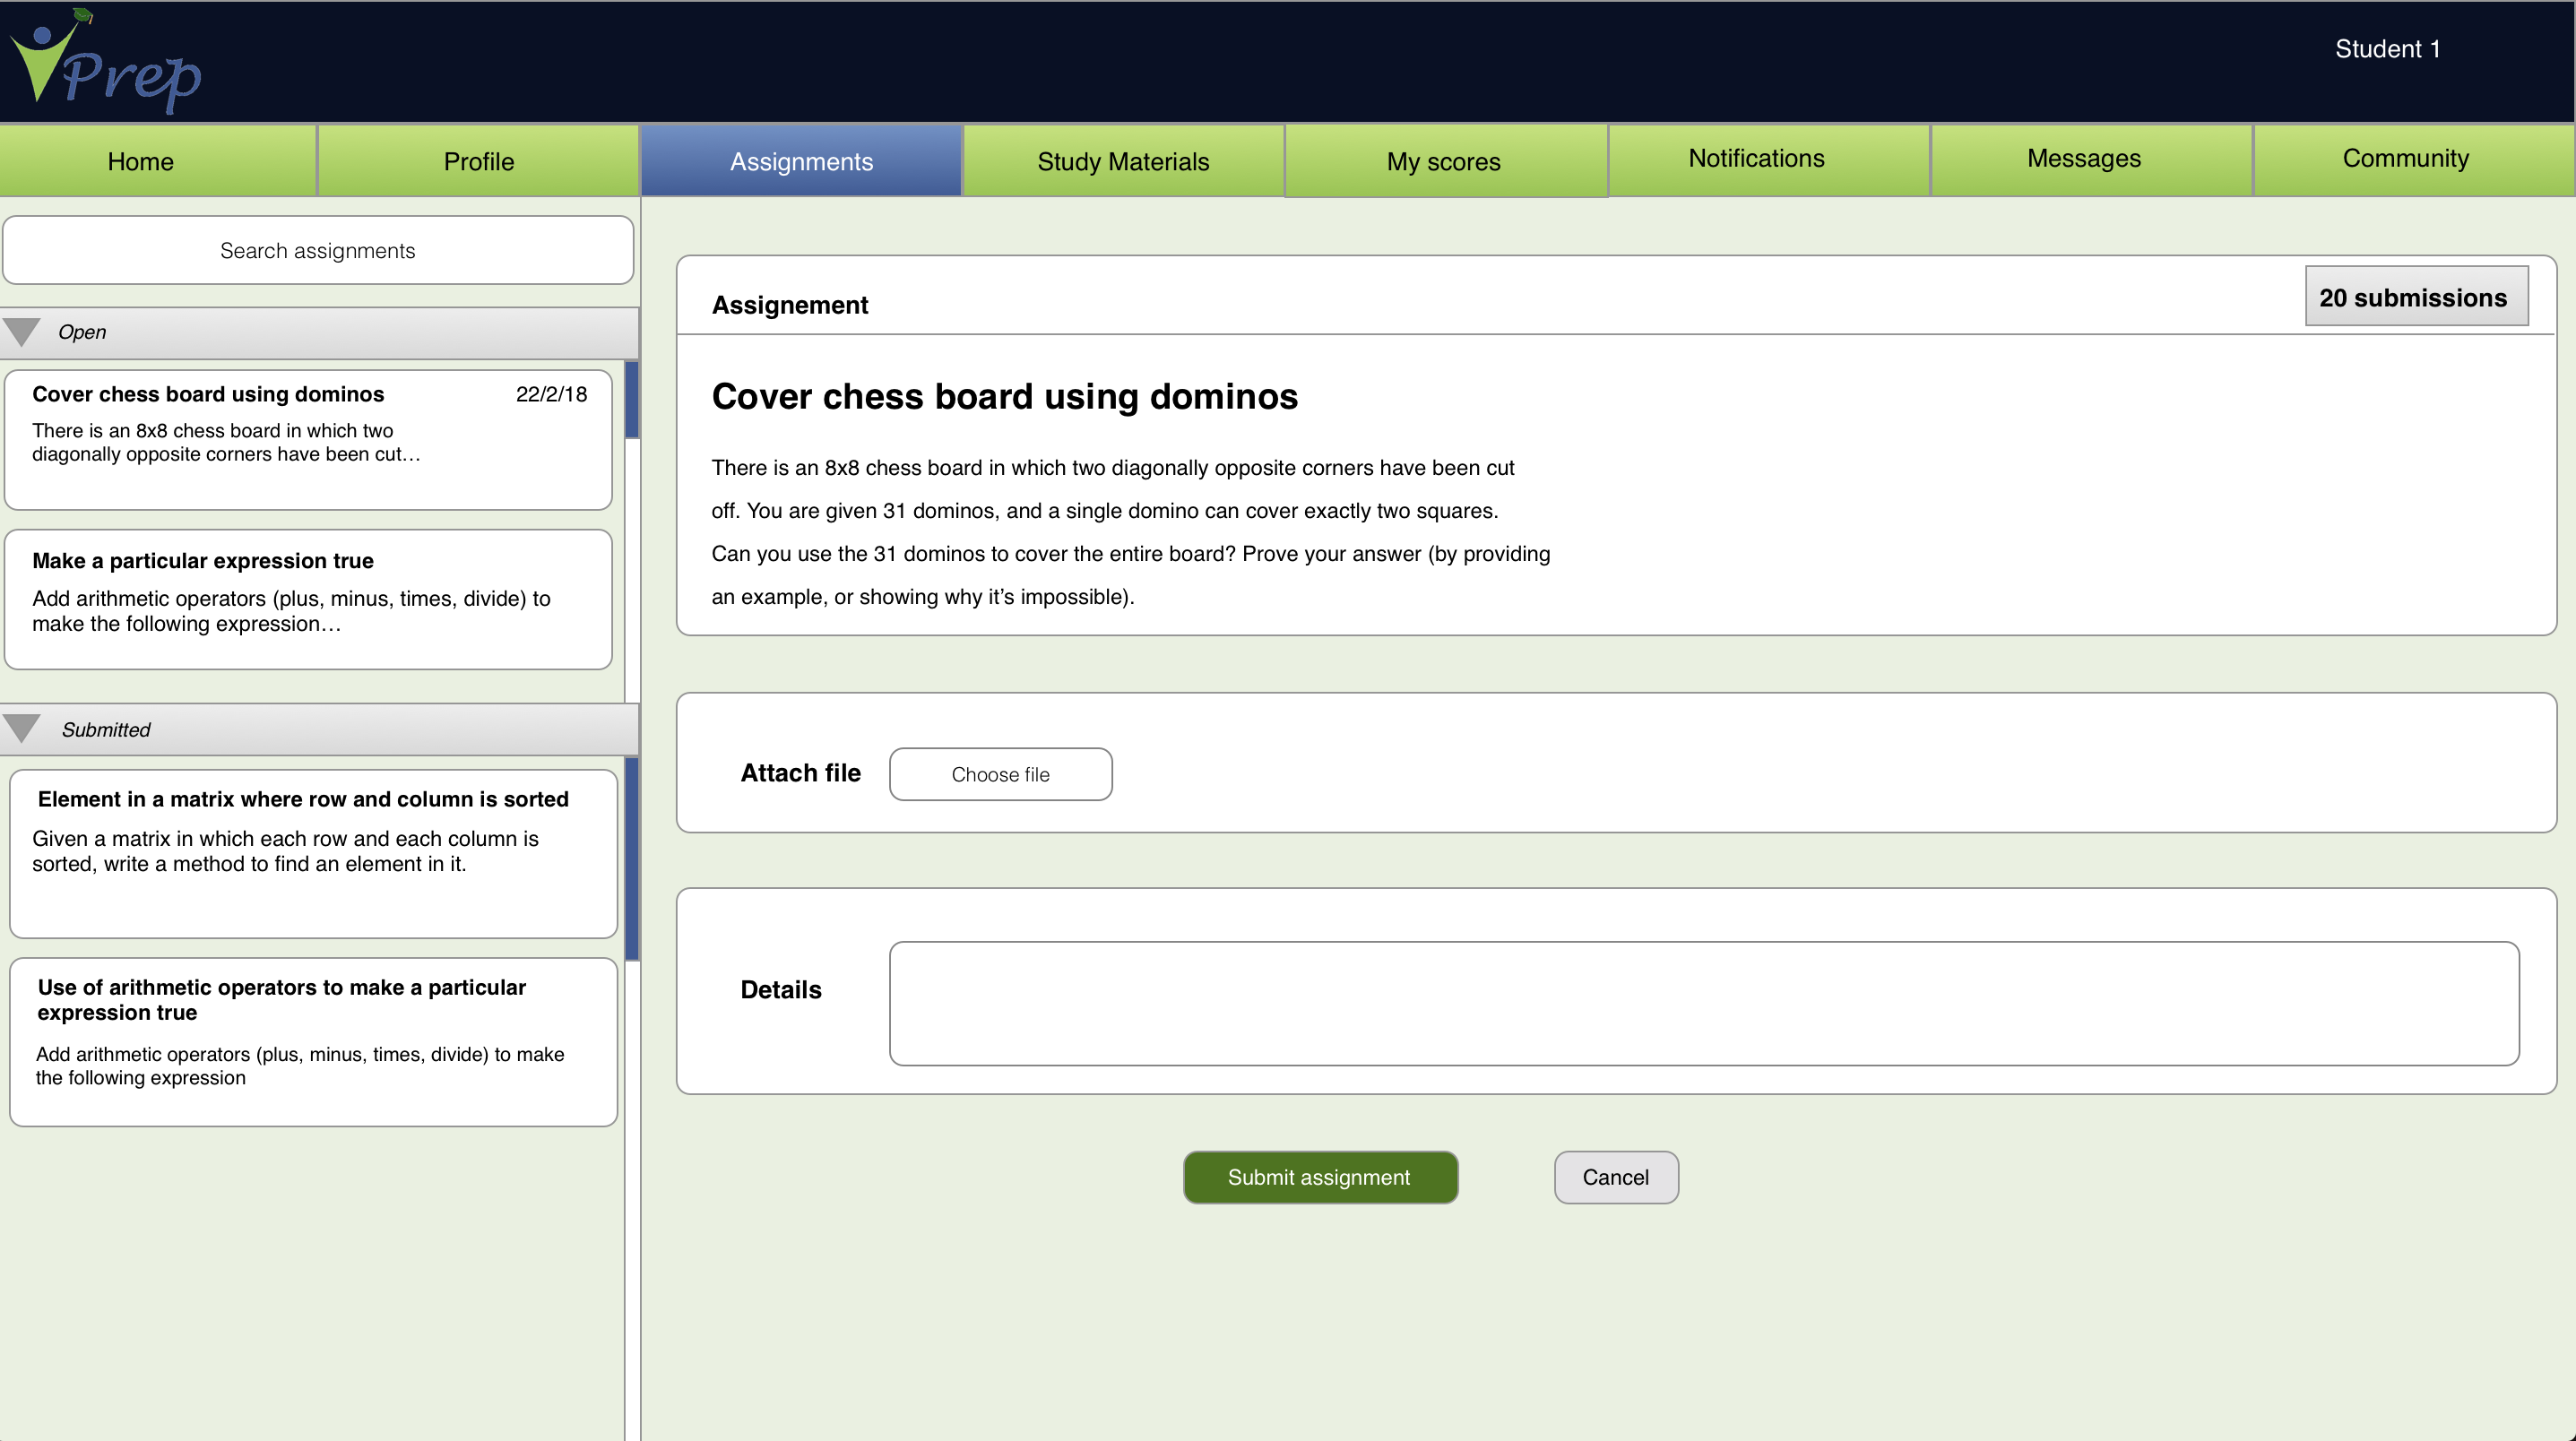 Prep
Student 1
Home
Profile
Assignments
Study Materials
My scores
Notifications
Messages
Community
Search assignments
Open
Cover chess board using dominos
22/2/18
There is an 8x8 chess board in which two
diagonally opposite corners have been cut…
Make a particular expression true
Add arithmetic operators (plus, minus, times, divide) to
make the following expression…
Submitted
Element in a matrix where row and column is sorted
Given a matrix in which each row and each column is
sorted, write a method to find an element in it.
Use of arithmetic operators to make a particular
expression true
Add arithmetic operators (plus, minus, times, divide) to make
the following expression
Assignement
20 submissions
Cover chess board using dominos
There is an 8x8 chess board in which two diagonally opposite corners have been cut
off. You are given 31 dominos, and a single domino can cover exactly two squares.
Can you use the 31 dominos to cover the entire board? Prove your answer (by providing
an example, or showing why it’s impossible).
Attach file
Choose file
Details
Submit assignment
Cancel